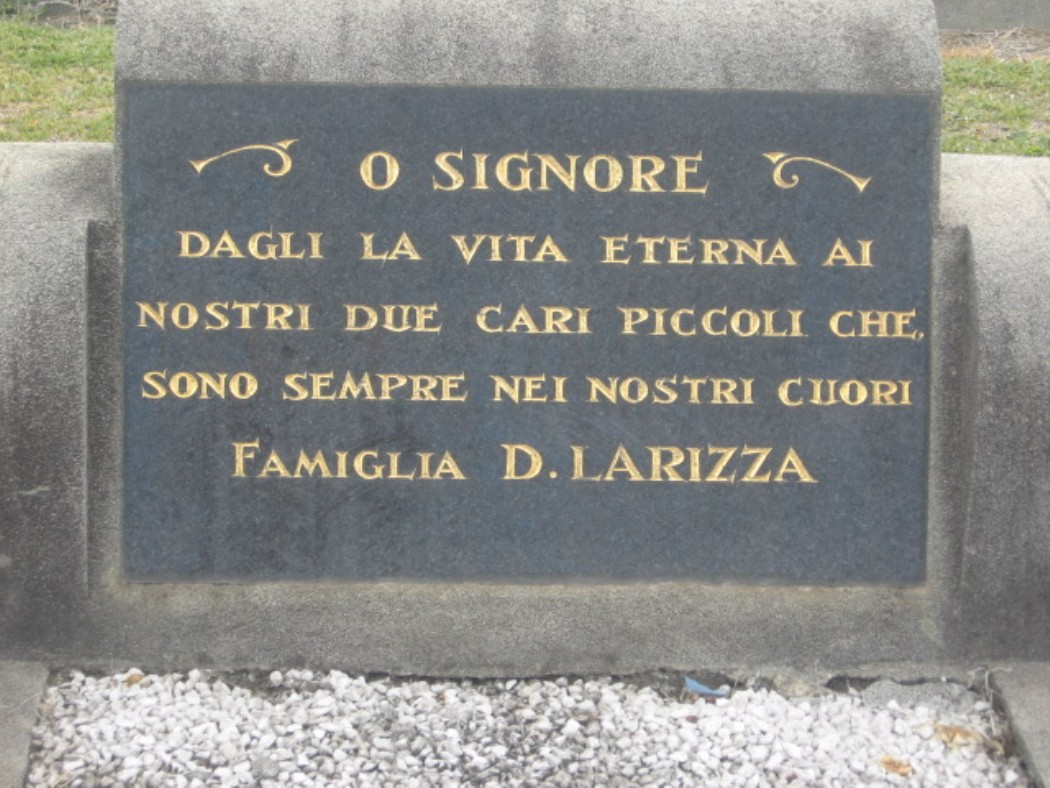 O SIGNORE
DAGLI LA VITA ETERNA AI
NOSTRI DUE CARI PICCOLI CHE,
SONO SEMPRE NEI NOSTRI CUORI
FAMIGLIA D. LARIZZA